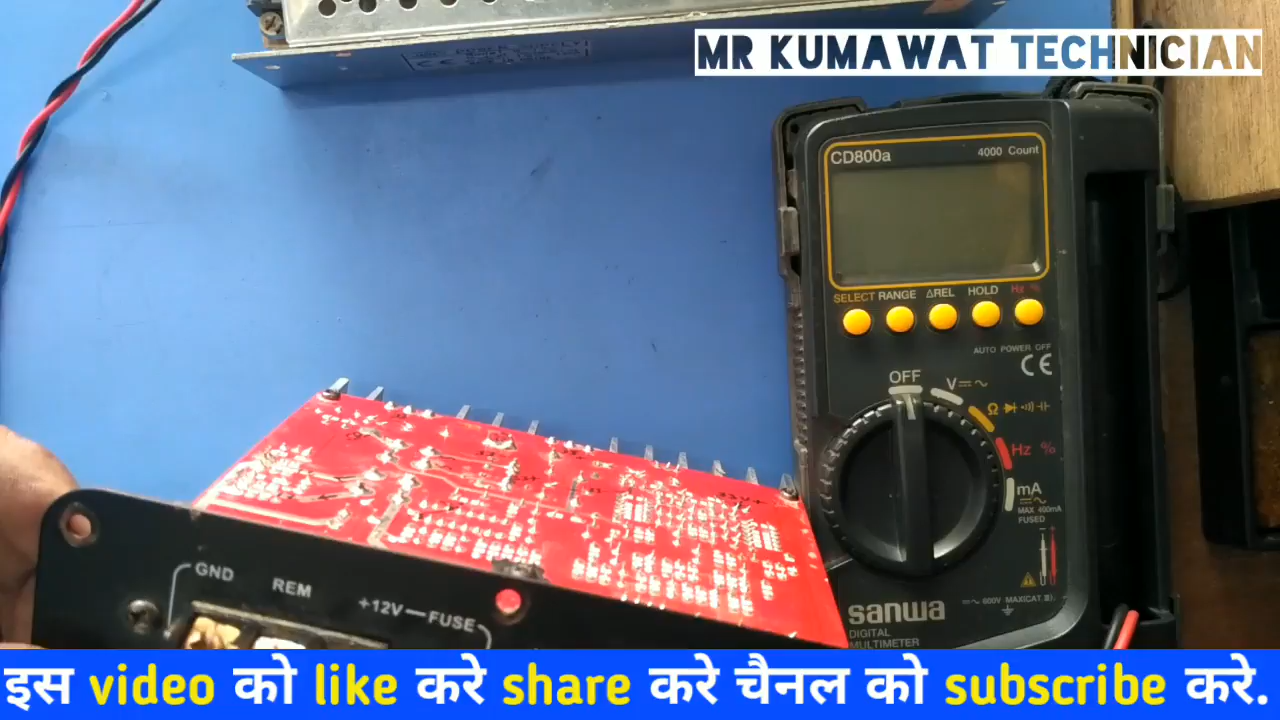 MR KUMAWAT TECHNICIAN
CD800a
4000 Count
SELECT RANGE ΔREL HOLD Hz %
AUTO POWER OFF
CE
OFF
V
Ω
Hz %
mA
MAX 400mA
FUSED
sanwa
DIGITAL
MULTIMETER
GND
REM
+12V—FUSE
इस video को like करे share करे चैनल को subscribe करे.